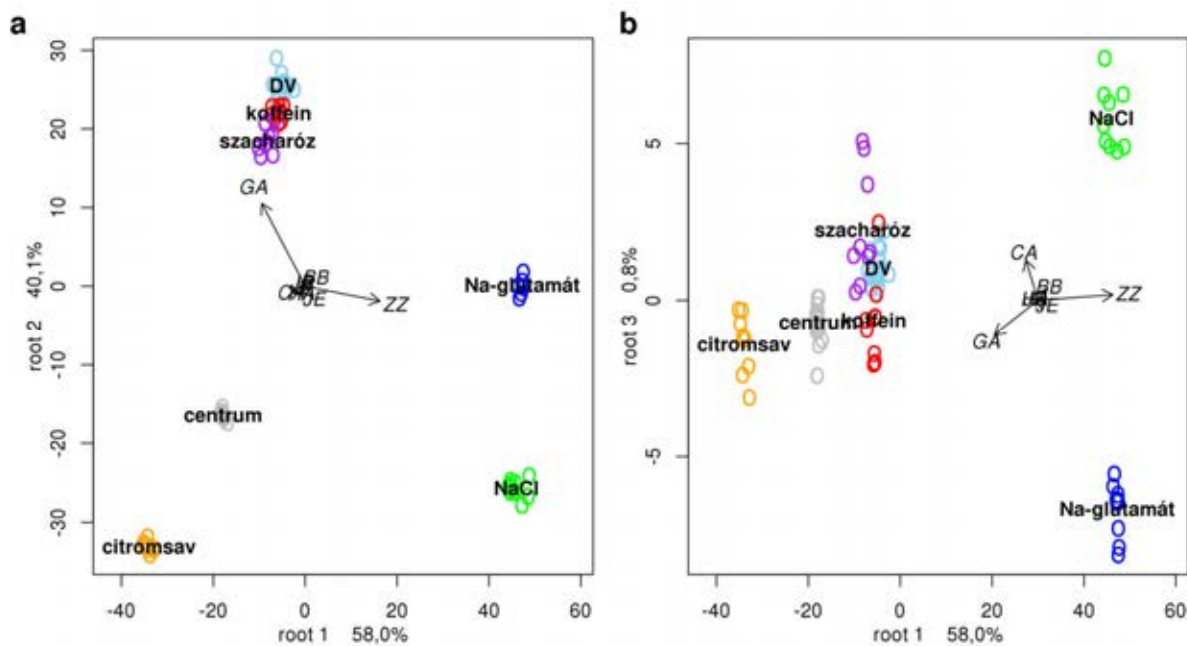 a
30
20
10
0
-10
-20
-30
root 2 40,1%
DV
koffein
szacharóz
GA
BB
CA
JE
ZZ
Na-glutamát
centrum
NaCl
citromsav
-40 -20 0 20 40 60
root 1 58,0%
b
5
0
-5
root 3 0,8%
NaCl
szacharóz
DV
CA
BB
JE
ZZ
GA
centrum koffein
citromsav
Na-glutamát
-40 -20 0 20 40 60
root 1 58,0%